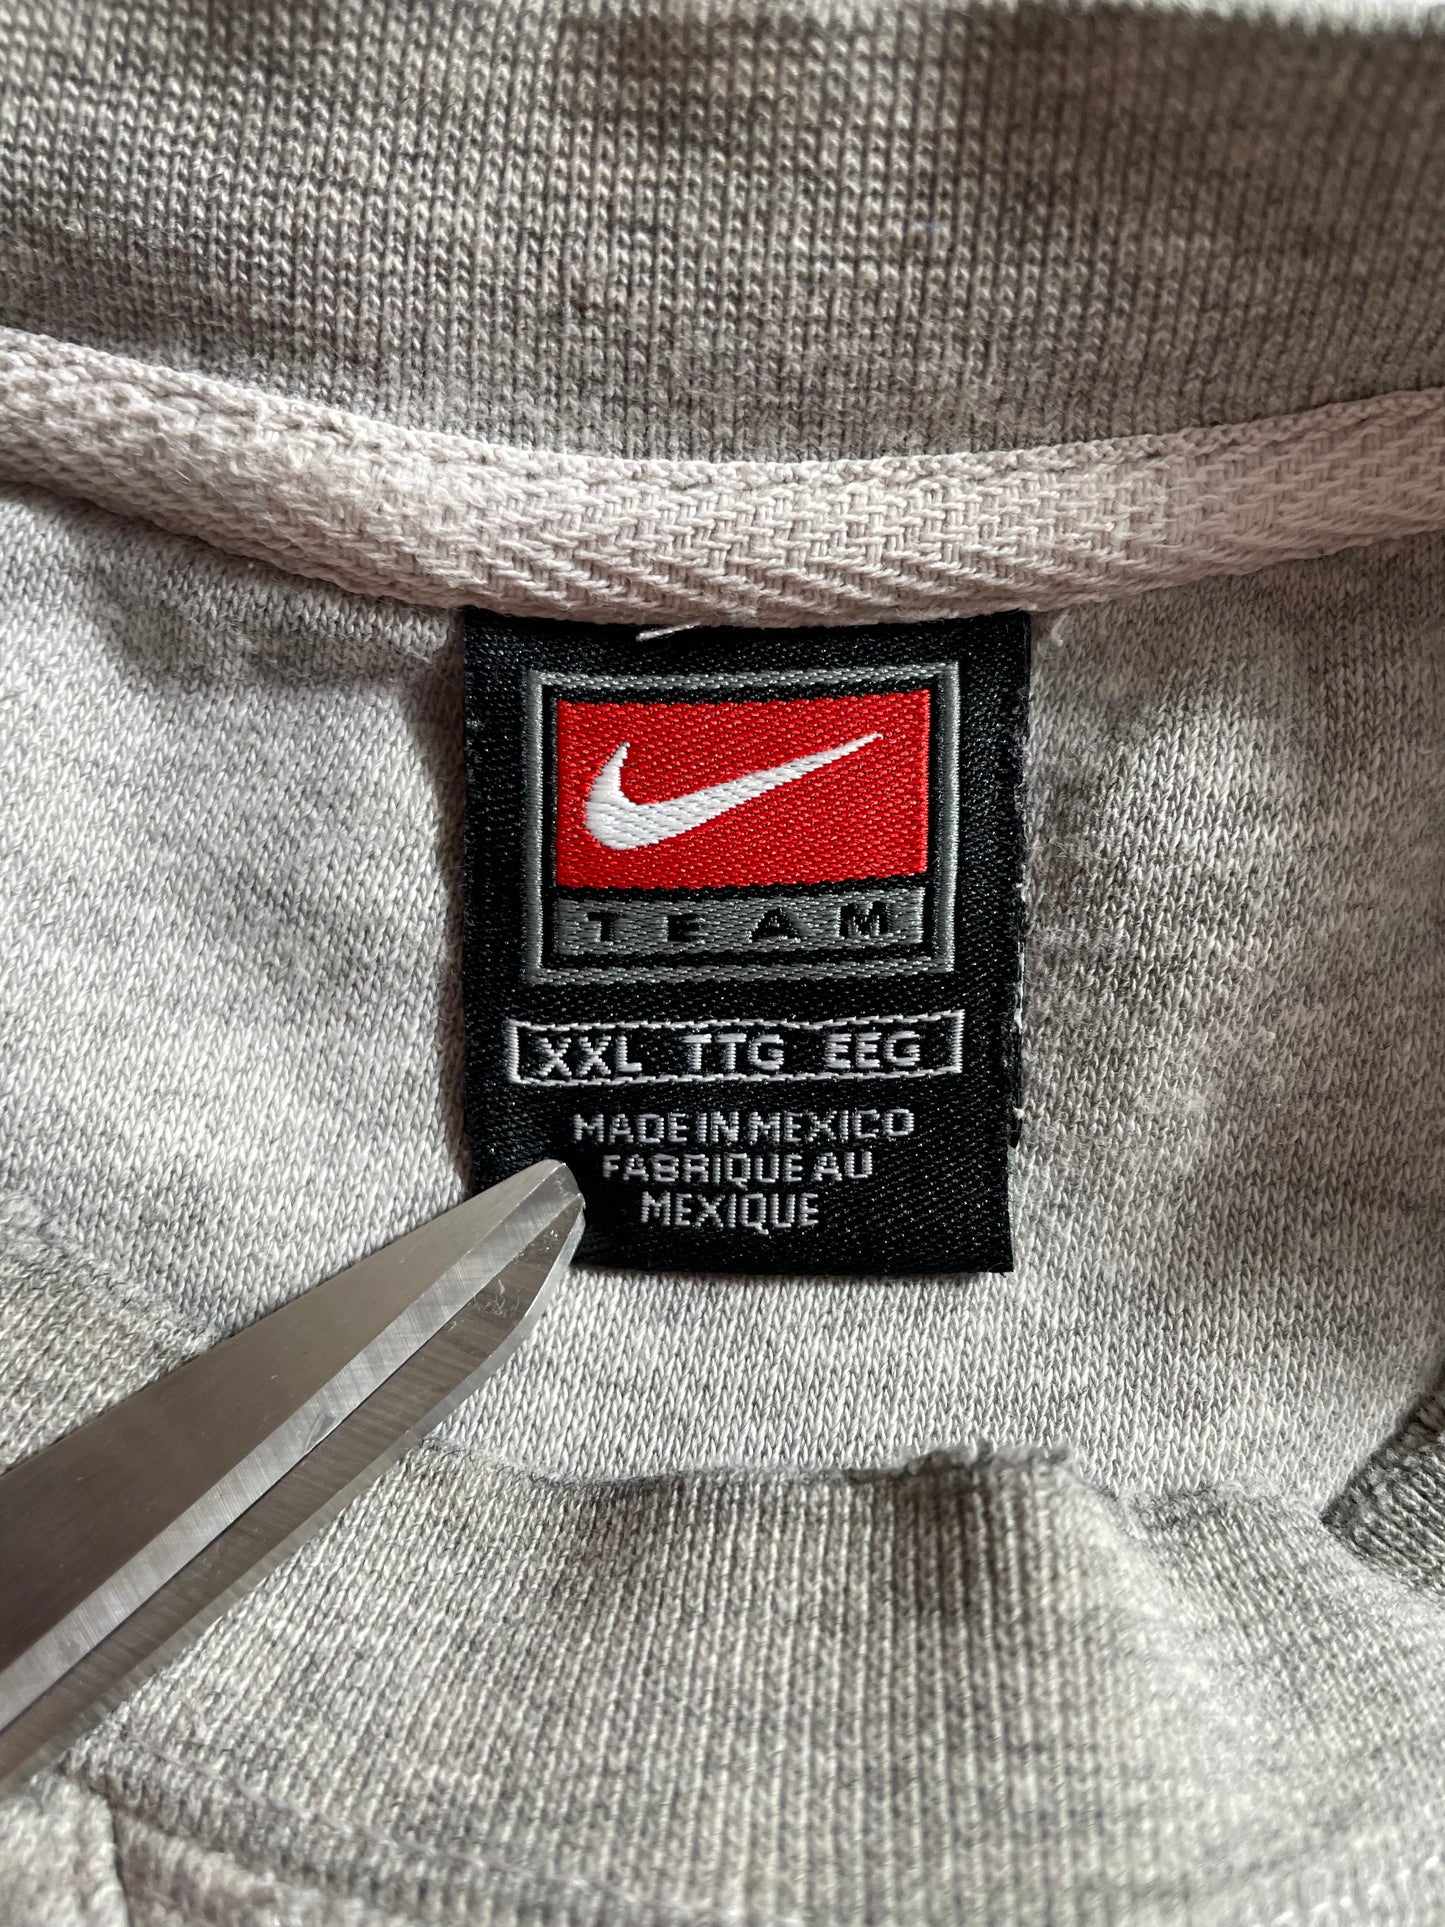 TEAM
XXL TTG EEG
MADE IN MEXICO
FABRIQUE AU
MEXIQUE